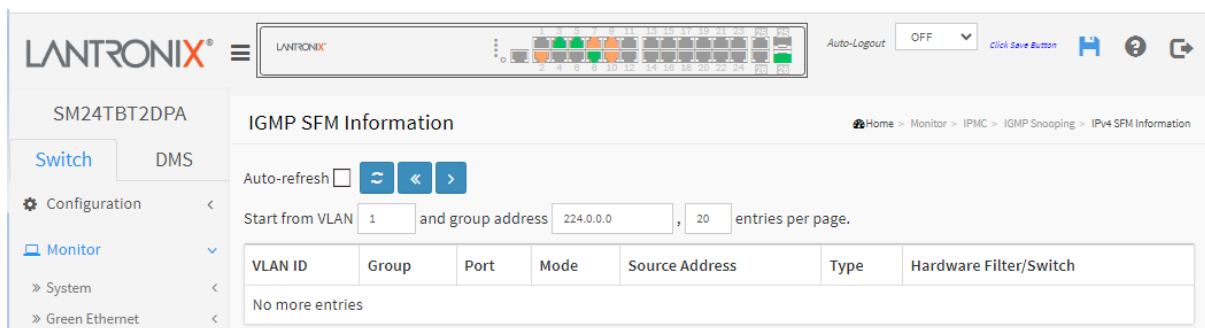 LANTRONIX®
LANTRONIX®
1 3 5 7 9 11 13 15 17 19 21 23 25 25
2 4 6 8 10 12 14 16 18 20 22 24 26 26
Auto-Logout OFF Click Save Button
SM24TBT2DPA
IGMP SFM Information
Home > Monitor > IPMC > IGMP Snooping > IPv4 SFM Information
Switch DMS
Auto-refresh
Configuration
Start from VLAN 1 and group address 224.0.0.0 , 20 entries per page.
Monitor
VLAN ID Group Port Mode Source Address Type Hardware Filter/Switch
» System
No more entries
» Green Ethernet